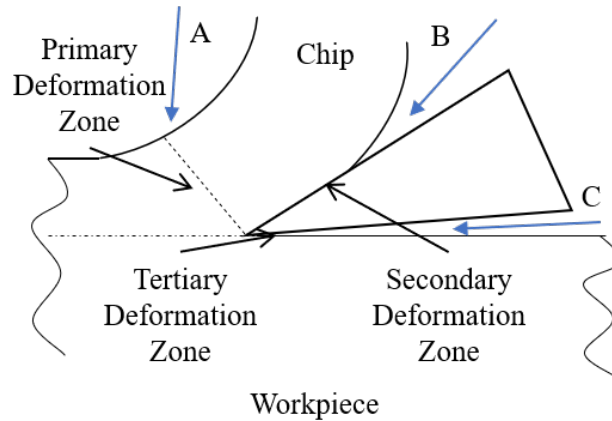 A
Primary
Deformation
Zone
Chip
B
C
Tertiary
Deformation
Zone
Secondary
Deformation
Zone
Workpiece